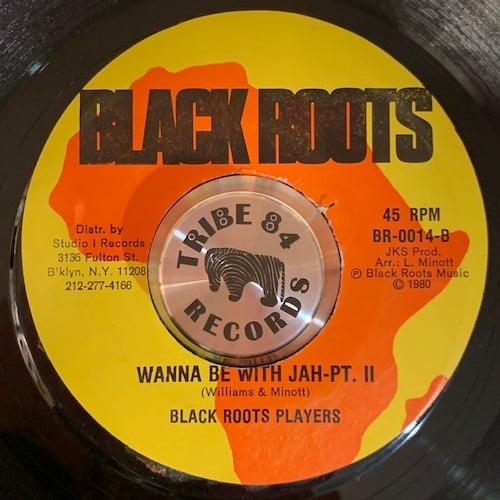 BLACK ROOTS
Distr. by
Studio I Records
3135 Fulton St.
B'klyn, N.Y. 11208
212-277-4166
45 RPM
BR-0014-B
JKS Prod.
Arr.: L. Minott
Ⓟ Black Roots Music
© 1980
TRIBE 84
RECORDS
WANNA BE WITH JAH-PT. II
(Williams & Minott)
BLACK ROOTS PLAYERS